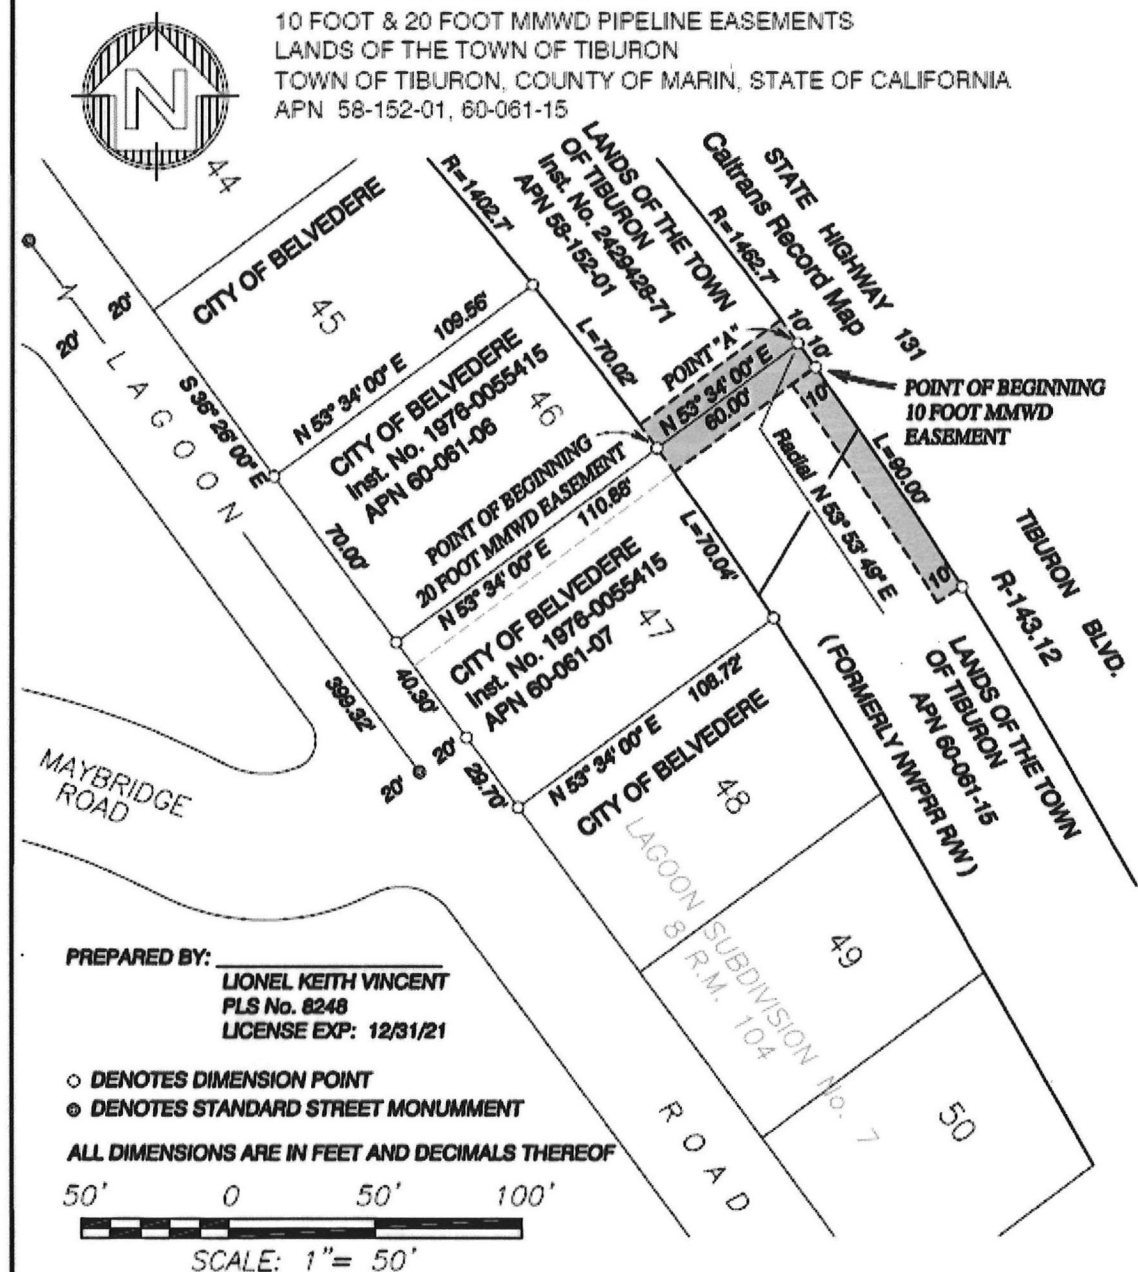 10 FOOT & 20 FOOT MMWD PIPELINE EASEMENTS
LANDS OF THE TOWN OF TIBURON
TOWN OF TIBURON, COUNTY OF MARIN, STATE OF CALIFORNIA
APN 58-152-01, 60-061-15
N
44
CITY OF BELVEDERE
45
R=1402.7'
LANDS OF THE TOWN
OF TIBURON
Inst. No. 2429428-71
APN 58-152-01
STATE HIGHWAY 131
Caltrans Record Map
R=1462.7'
20'
20'
N LAGOON
S 36° 26' 00" E
N 53° 34' 00" E 109.56'
CITY OF BELVEDERE
Inst. No. 1976-0055415
APN 60-061-06
46
L=70.02'
POINT "A"
N 53° 34' 00" E
60.00'
10' 10'
10'
POINT OF BEGINNING
10 FOOT MMWD
EASEMENT
L=90.00'
Radial N 53° 53' 49" E
10'
70.00'
POINT OF BEGINNING
20 FOOT MMWD EASEMENT
N 53° 34' 00" E 110.86'
L=70.04'
CITY OF BELVEDERE
Inst. No. 1976-0055415
APN 60-061-07
47
TIBURON BLVD.
R-143.12
LANDS OF THE TOWN
OF TIBURON
APN 60-061-15
(FORMERLY NWPRR R/W)
399.32'
40.30'
20'
20'
29.70'
N 53° 34' 00" E 108.72'
CITY OF BELVEDERE
48
MAYBRIDGE
ROAD
LAGOON SUBDIVISION No. 7
8 R.M. 104
49
50
ROAD
PREPARED BY:
LIONEL KEITH VINCENT
PLS No. 8248
LICENSE EXP: 12/31/21
DENOTES DIMENSION POINT
DENOTES STANDARD STREET MONUMMENT
ALL DIMENSIONS ARE IN FEET AND DECIMALS THEREOF
50' 0 50' 100'
SCALE: 1"= 50'